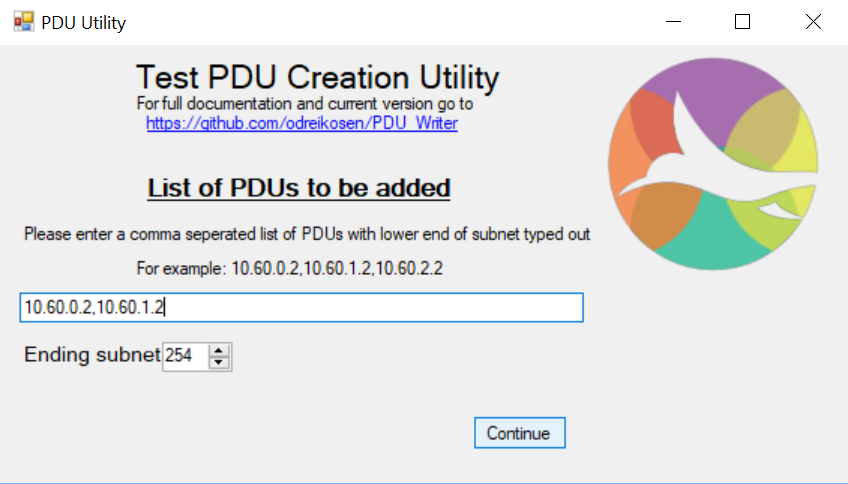 PDU Utility
Test PDU Creation Utility
For full documentation and current version go to
https://github.com/odreikosen/PDU_Writer
List of PDUs to be added
Please enter a comma seperated list of PDUs with lower end of subnet typed out
For example: 10.60.0.2,10.60.1.2,10.60.2.2
10.60.0.2,10.60.1.2
Ending subnet 254
Continue